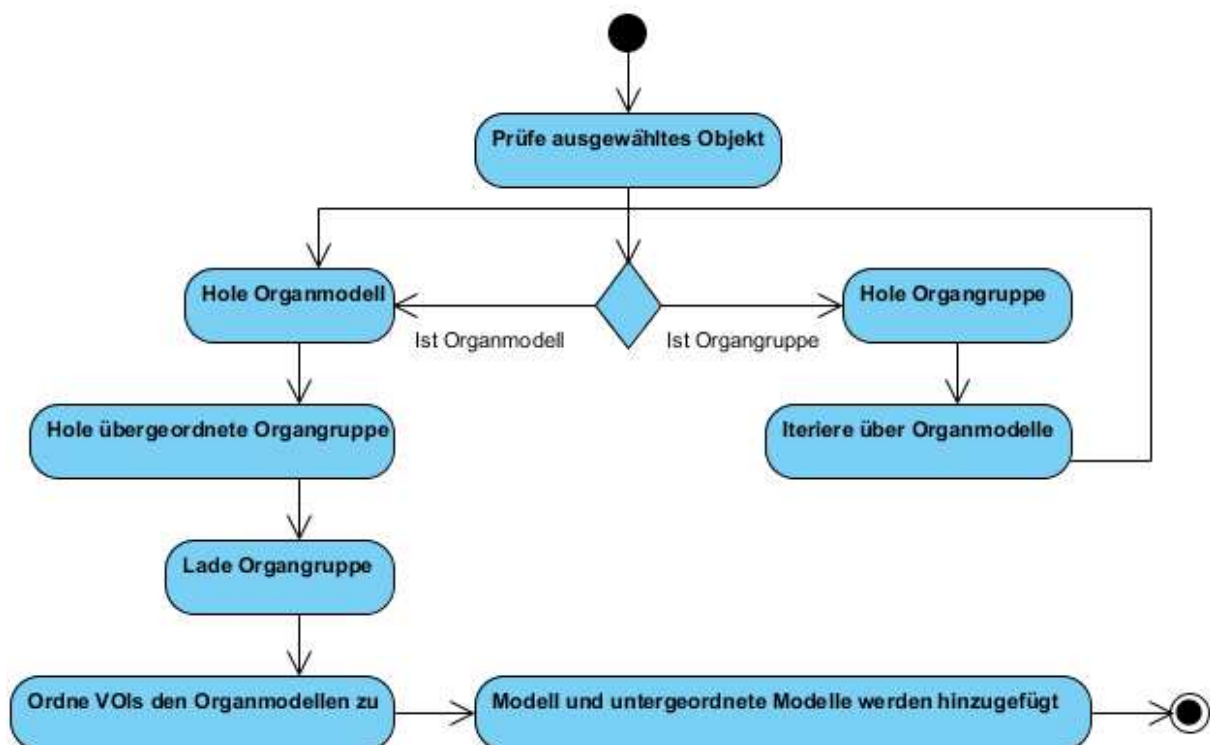 Prüfe ausgewähltes Objekt
Hole Organmodell
Hole Organgruppe
Ist Organmodell
Ist Organgruppe
Hole übergeordnete Organgruppe
Iteriere über Organmodelle
Lade Organgruppe
Ordne VOIs den Organmodellen zu
Modell und untergeordnete Modelle werden hinzugefügt